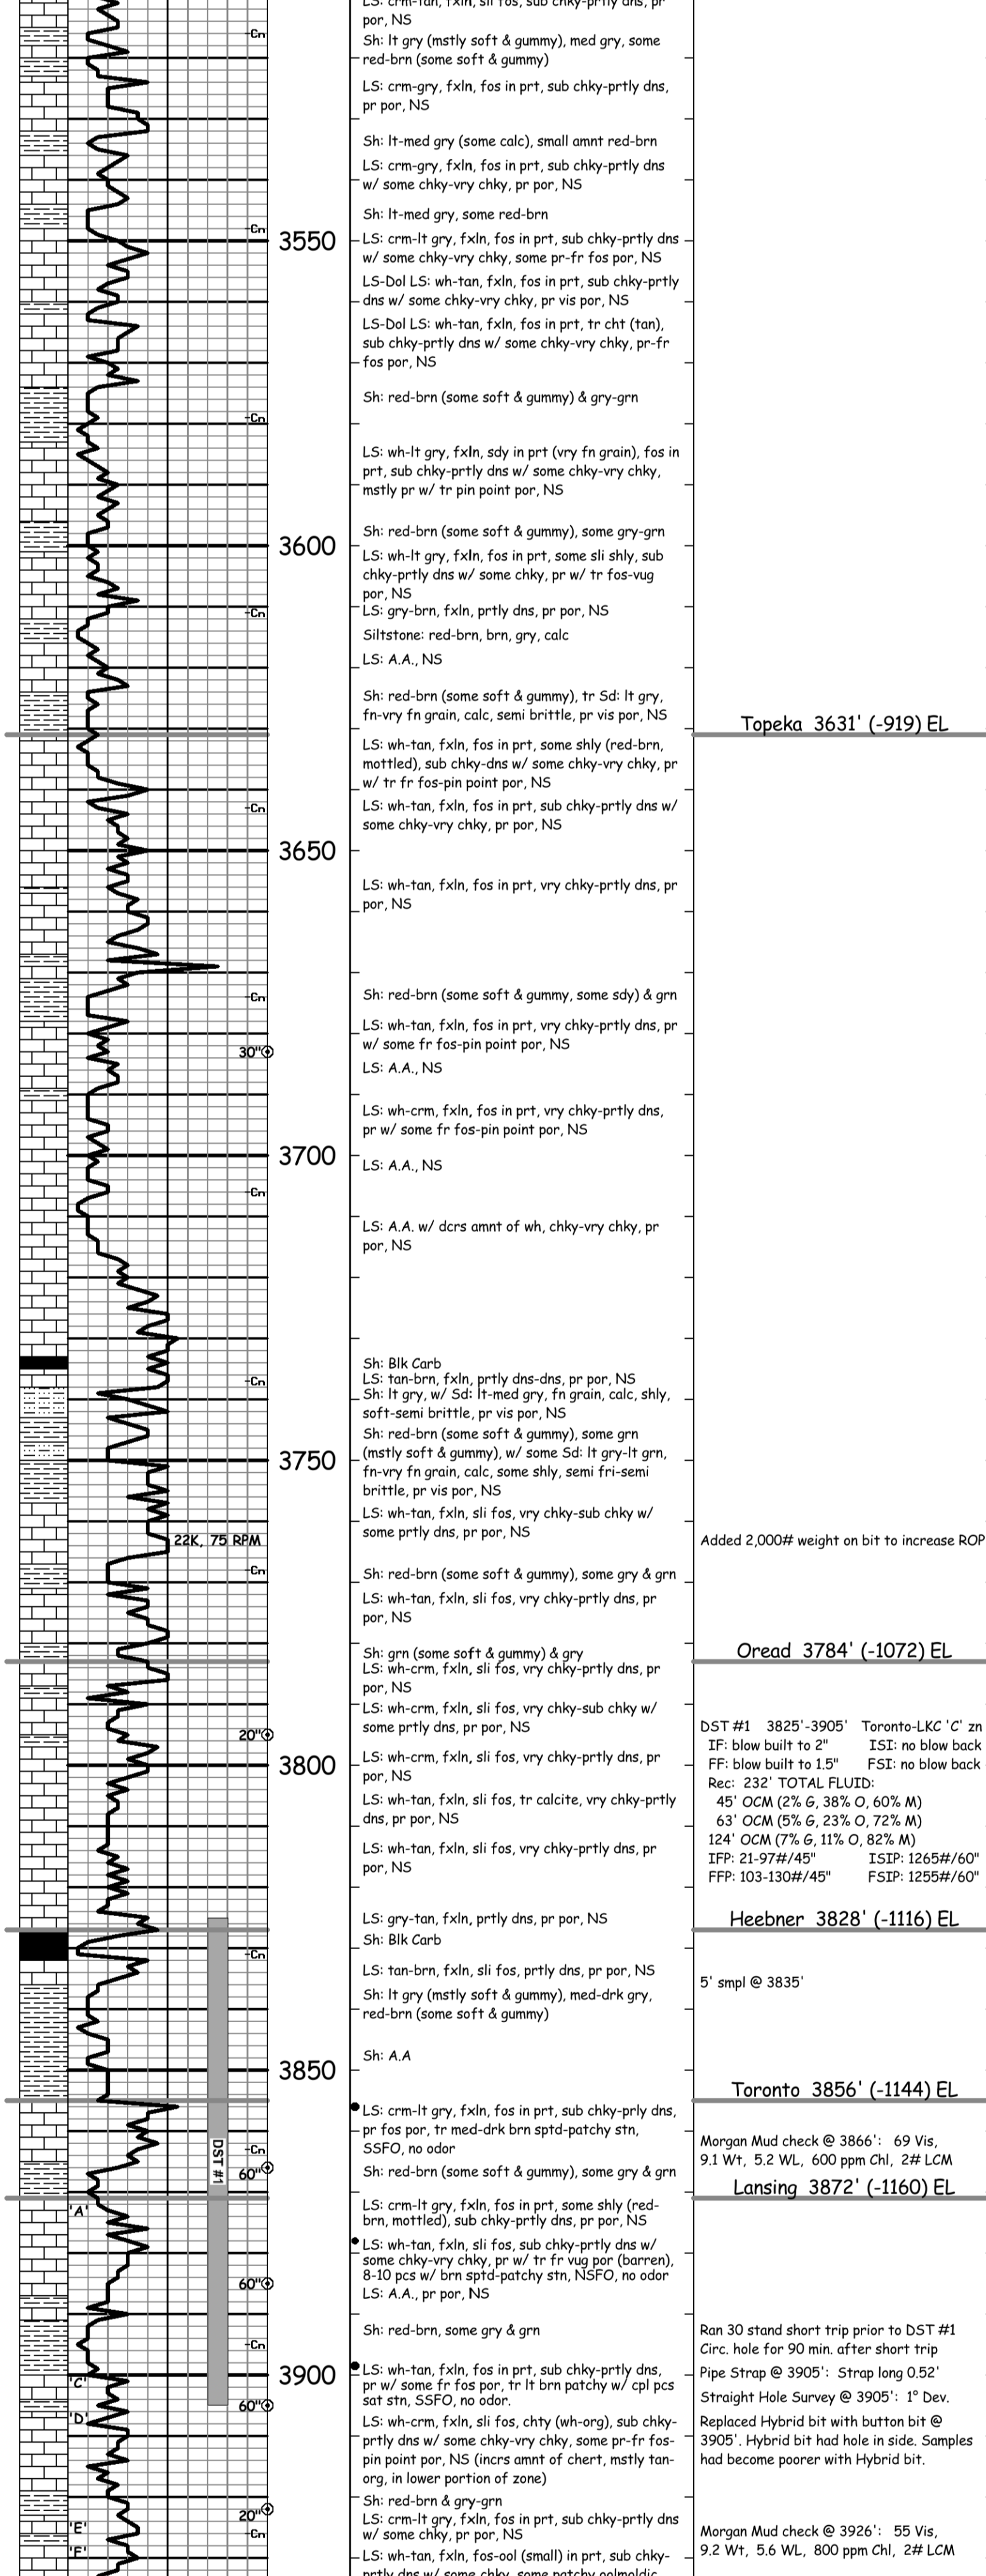 LS: crm-tan, fxln, sli fos, sub chky-prtly dns, pr
por, NS
Cn
Sh: lt gry (mstly soft & gummy), med gry, some
red-brn (some soft & gummy)
LS: crm-gry, fxln, fos in prt, sub chky-prtly dns,
pr por, NS
Sh: lt-med gry (some calc), small amnt red-brn
LS: crm-gry, fxln, fos in prt, sub chky-prtly dns
w/ some chky-vry chky, pr por, NS
Sh: lt-med gry, some red-brn
Cn
3550
LS: crm-lt gry, fxln, fos in prt, sub chky-prtly dns
w/ some chky-vry chky, some pr-fr fos por, NS
LS-Dol LS: wh-tan, fxln, fos in prt, sub chky-prtly
dns w/ some chky-vry chky, pr vis por, NS
LS-Dol LS: wh-tan, fxln, fos in prt, tr cht (tan),
sub chky-prtly dns w/ some chky-vry chky, pr-fr
fos por, NS
Sh: red-brn (some soft & gummy) & gry-grn
Cn
LS: wh-lt gry, fxln, sdy in prt (vry fn grain), fos in
prt, sub chky-prtly dns w/ some chky-vry chky,
mstly pr w/ tr pin point por, NS
Sh: red-brn (some soft & gummy), some gry-grn
3600
LS: wh-lt gry, fxln, fos in prt, some sli shly, sub
chky-prtly dns w/ some chky, pr w/ tr fos-vug
por, NS
LS: gry-brn, fxln, prtly dns, pr por, NS
Cn
Siltstone: red-brn, brn, gry, calc
LS: A.A., NS
Sh: red-brn (some soft & gummy), tr Sd: lt gry,
fn-vry fn grain, calc, semi brittle, pr vis por, NS
Topeka 3631' (-919) EL
LS: wh-tan, fxln, fos in prt, some shly (red-brn,
mottled), sub chky-dns w/ some chky-vry chky, pr
w/ tr fr fos-pin point por, NS
LS: wh-tan, fxln, fos in prt, sub chky-prtly dns w/
some chky-vry chky, pr por, NS
Cn
3650
LS: wh-tan, fxln, fos in prt, vry chky-prtly dns, pr
por, NS
Sh: red-brn (some soft & gummy, some sdy) & grn
Cn
LS: wh-tan, fxln, fos in prt, vry chky-prtly dns, pr
w/ some fr fos-pin point por, NS
30"
LS: A.A., NS
LS: wh-crm, fxln, fos in prt, vry chky-prtly dns,
pr w/ some fr fos-pin point por, NS
3700
LS: A.A., NS
Cn
LS: A.A. w/ dcrs amnt of wh, chky-vry chky, pr
por, NS
Sh: Blk Carb
LS: tan-brn, fxln, prtly dns-dns, pr por, NS
Cn
Sh: lt gry, w/ Sd: lt-med gry, fn grain, calc, shly,
soft-semi brittle, pr vis por, NS
Sh: red-brn (some soft & gummy), some grn
(mstly soft & gummy), w/ some Sd: lt gry-lt grn,
3750
fn-vry fn grain, calc, some shly, semi fri-semi
brittle, pr vis por, NS
LS: wh-tan, fxln, sli fos, vry chky-sub chky w/
some prtly dns, pr por, NS
22K, 75 RPM
Added 2,000# weight on bit to increase ROP
Cn
Sh: red-brn (some soft & gummy), some gry & grn
LS: wh-tan, fxln, sli fos, vry chky-prtly dns, pr
por, NS
Sh: grn (some soft & gummy) & gry
Oread 3784' (-1072) EL
LS: wh-crm, fxln, sli fos, vry chky-prtly dns, pr
por, NS
LS: wh-crm, fxln, sli fos, vry chky-sub chky w/
some prtly dns, pr por, NS
20"
DST #1 3825'-3905' Toronto-LKC 'C' zn
IF: blow built to 2" ISI: no blow back
FF: blow built to 1.5" FSI: no blow back
Rec: 232' TOTAL FLUID:
45' OCM (2% G, 38% O, 60% M)
63' OCM (5% G, 23% O, 72% M)
124' OCM (7% G, 11% O, 82% M)
IFP: 21-97#/45" ISIP: 1265#/60"
FFP: 103-130#/45" FSIP: 1255#/60"
3800
LS: wh-crm, fxln, sli fos, vry chky-prtly dns, pr
por, NS
LS: wh-tan, fxln, sli fos, tr calcite, vry chky-prtly
dns, pr por, NS
LS: wh-tan, fxln, sli fos, vry chky-prtly dns, pr
por, NS
LS: gry-tan, fxln, prtly dns, pr por, NS
Heebner 3828' (-1116) EL
Sh: Blk Carb
Cn
LS: tan-brn, fxln, sli fos, prtly dns, pr por, NS
5' smpl @ 3835'
Sh: lt gry (mstly soft & gummy), med-drk gry,
red-brn (some soft & gummy)
Sh: A.A
3850
Toronto 3856' (-1144) EL
LS: crm-lt gry, fxln, fos in prt, sub chky-prly dns,
pr fos por, tr med-drk brn sptd-patchy stn,
SSFO, no odor
Cn
DST #1
Morgan Mud check @ 3866': 69 Vis,
9.1 Wt, 5.2 WL, 600 ppm Chl, 2# LCM
60"
Sh: red-brn (some soft & gummy), some gry & grn
Lansing 3872' (-1160) EL
'A'
LS: crm-lt gry, fxln, fos in prt, some shly (red-
brn, mottled), sub chky-prtly dns, pr por, NS
LS: wh-tan, fxln, sli fos, sub chky-prtly dns w/
some chky-vry chky, pr w/ tr fr vug por (barren),
8-10 pcs w/ brn sptd-patchy stn, NSFO, no odor
60"
LS: A.A., pr por, NS
Sh: red-brn, some gry & grn
Cn
Ran 30 stand short trip prior to DST #1
Circ. hole for 90 min. after short trip
Pipe Strap @ 3905': Strap long 0.52'
Straight Hole Survey @ 3905': 1° Dev.
Replaced Hybrid bit with button bit @
3905'. Hybrid bit had hole in side. Samples
had become poorer with Hybrid bit.
3900
'C'
LS: wh-tan, fxln, fos in prt, sub chky-prtly dns,
pr w/ some fr fos por, tr lt brn patchy w/ cpl pcs
sat stn, SSFO, no odor.
60"
'D'
LS: wh-crm, fxln, sli fos, chty (wh-org), sub chky-
prtly dns w/ some chky-vry chky, some pr-fr fos-
pin point por, NS (incrs amnt of chert, mstly tan-
org, in lower portion of zone)
Sh: red-brn & gry-grn
20"
'E'
Cn
LS: crm-lt gry, fxln, fos in prt, sub chky-prtly dns
w/ some chky, pr por, NS
Morgan Mud check @ 3926': 55 Vis,
9.2 Wt, 5.6 WL, 800 ppm Chl, 2# LCM
'F'
LS: wh-tan, fxln, fos-ool (small) in prt, sub chky-
prtly dns w/ some chky, some patchy oolmoldic